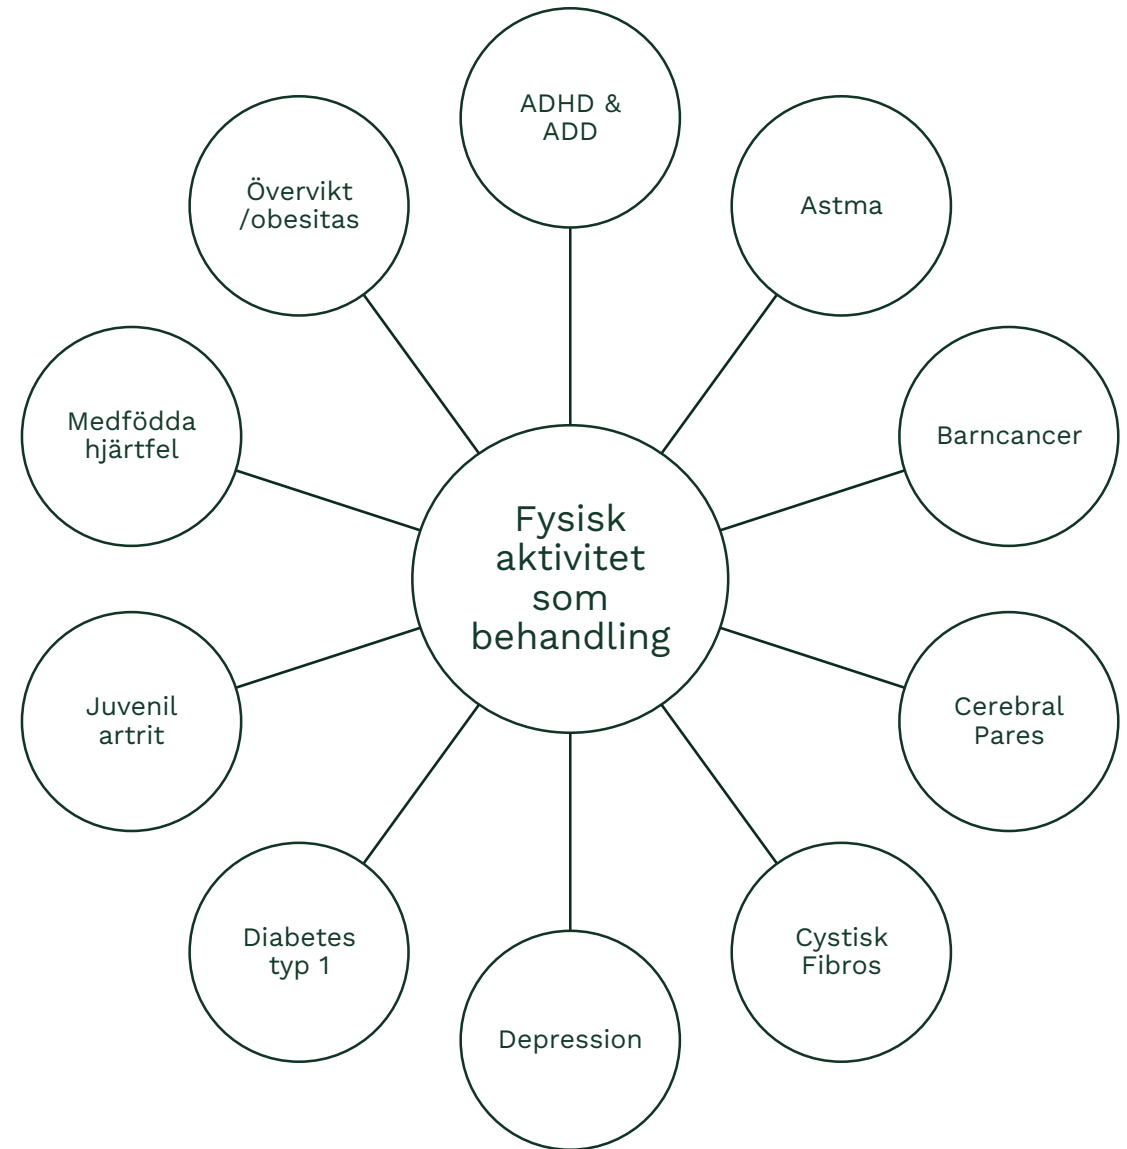 ADHD &
ADD
Astma
Barncancer
Cerebral
Pares
Cystisk
Fibros
Depression
Diabetes
typ 1
Juvenil
artrit
Medfödda
hjärtfel
Övervikt
/obesitas
Fysisk
aktivitet
som
behandling